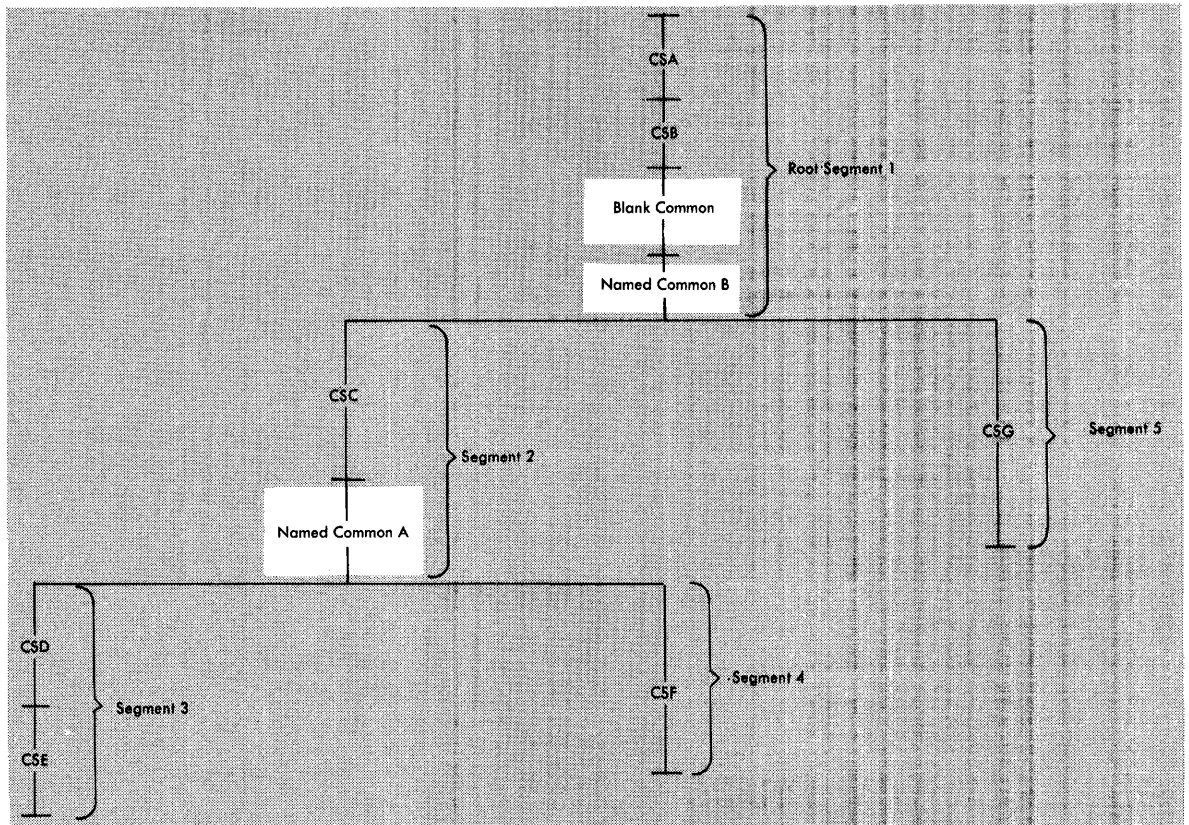 CSA
CSB
Root Segment 1
Blank Common
Named Common B
CSC
CSG
Segment 5
Segment 2
Named Common A
CSD
CSF
Segment 4
Segment 3
CSE